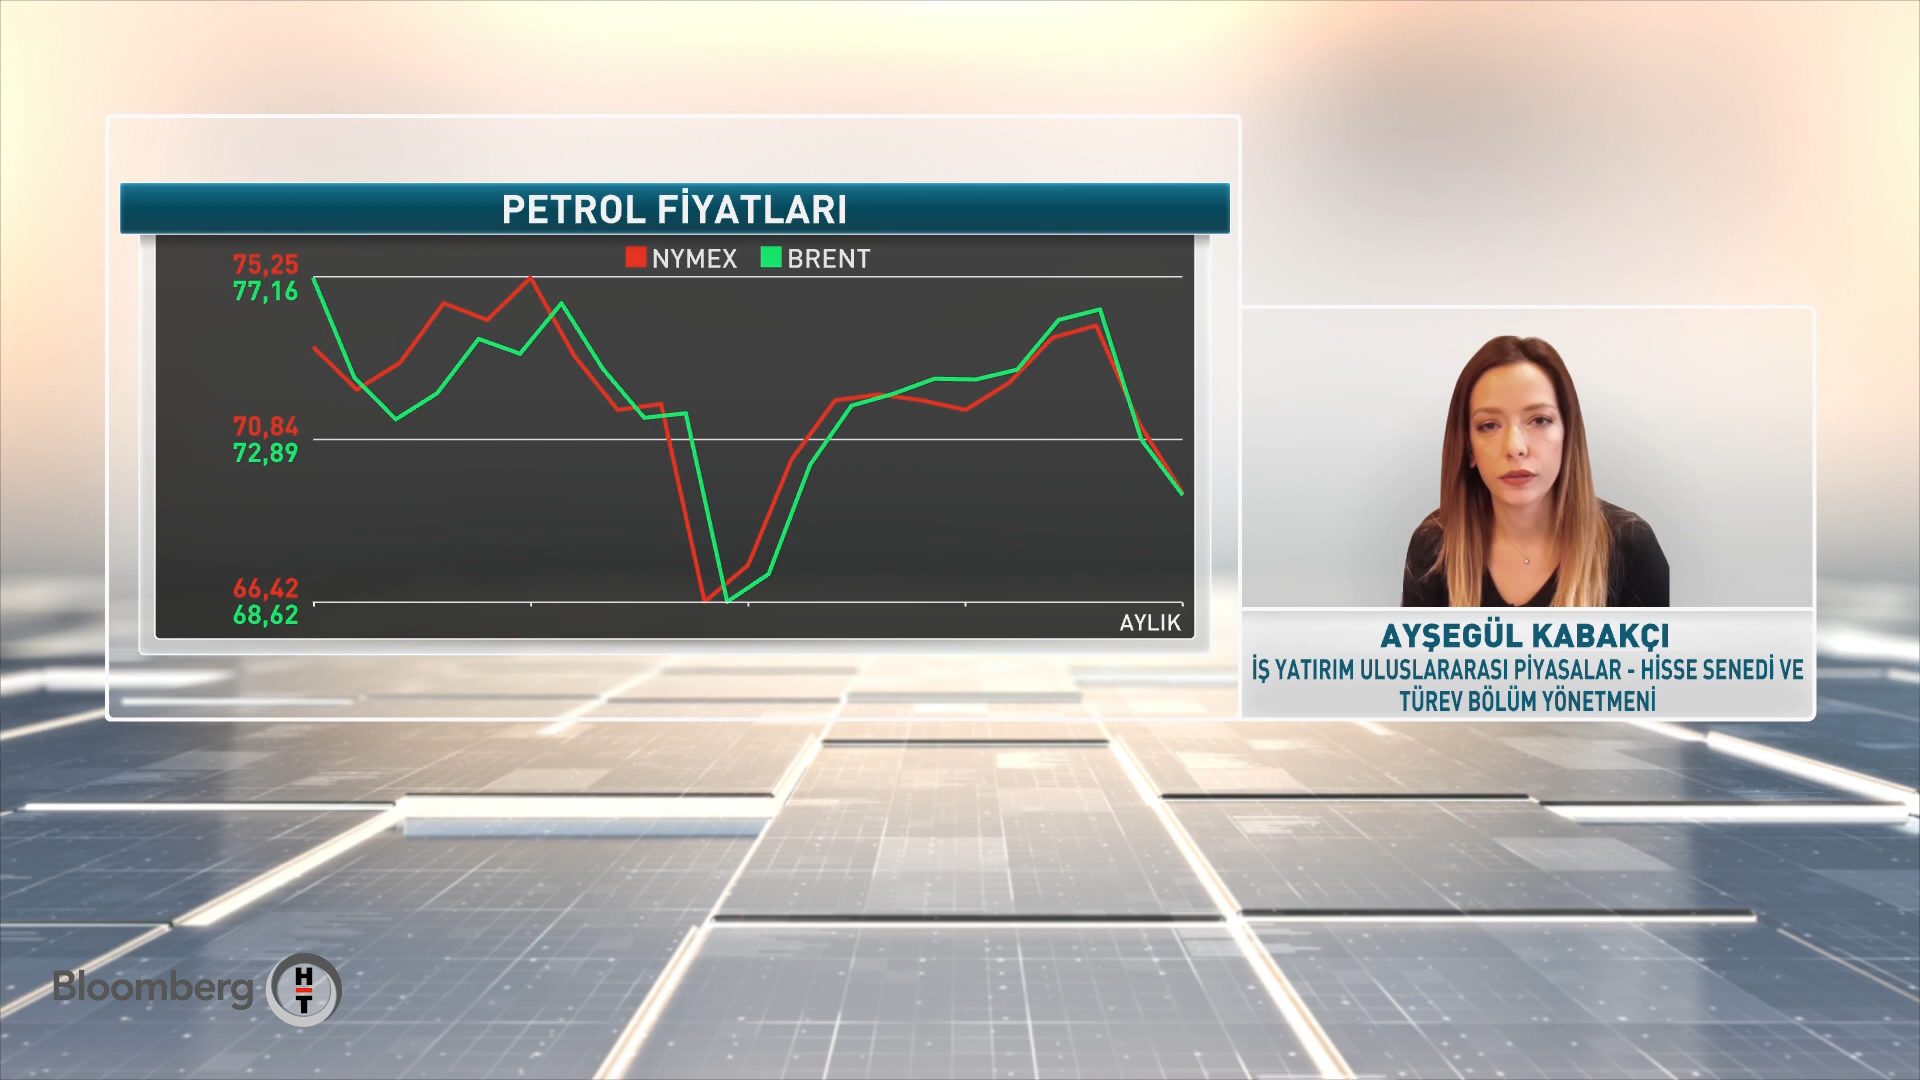 PETROL FİYATLARI
NYMEX BRENT
75,25
77,16
70,84
72,89
66,42
68,62
AYLIK
AYŞEGÜL KABAKÇI
İŞ YATIRIM ULUSLARARASI PİYASALAR - HİSSE SENEDİ VE
TÜREV BÖLÜM YÖNETMENİ
Bloomberg HT